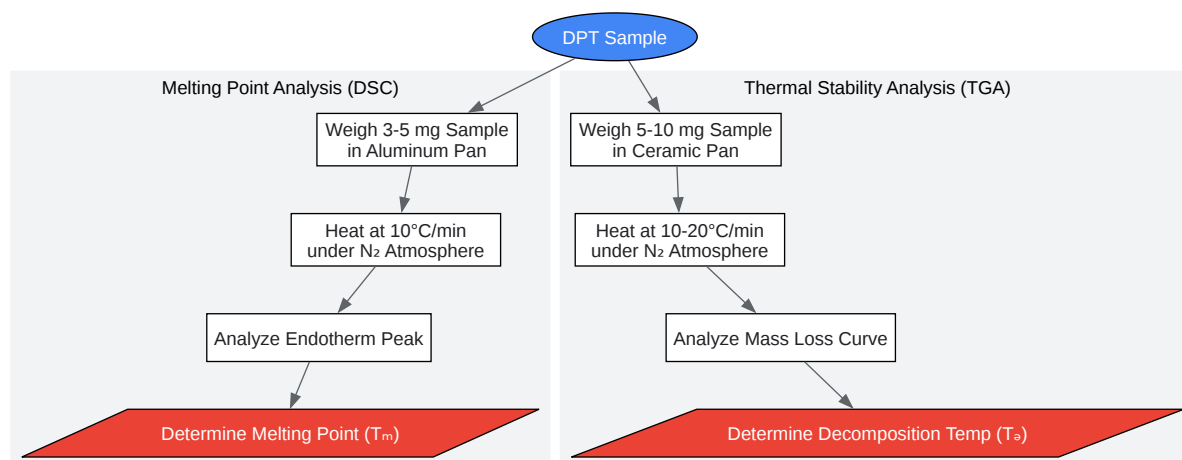 DPT Sample
Melting Point Analysis (DSC)
Weigh 3-5 mg Sample
in Aluminum Pan
Heat at 10°C/min
under N₂ Atmosphere
Analyze Endotherm Peak
Determine Melting Point (Tₘ)
Thermal Stability Analysis (TGA)
Weigh 5-10 mg Sample
in Ceramic Pan
Heat at 10-20°C/min
under N₂ Atmosphere
Analyze Mass Loss Curve
Determine Decomposition Temp (Tₔ)